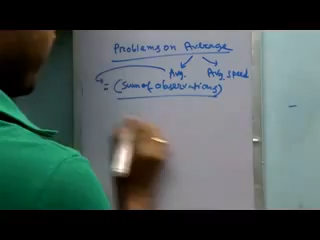 Problems on Average
Avg. Avg speed
= (sum of observations)